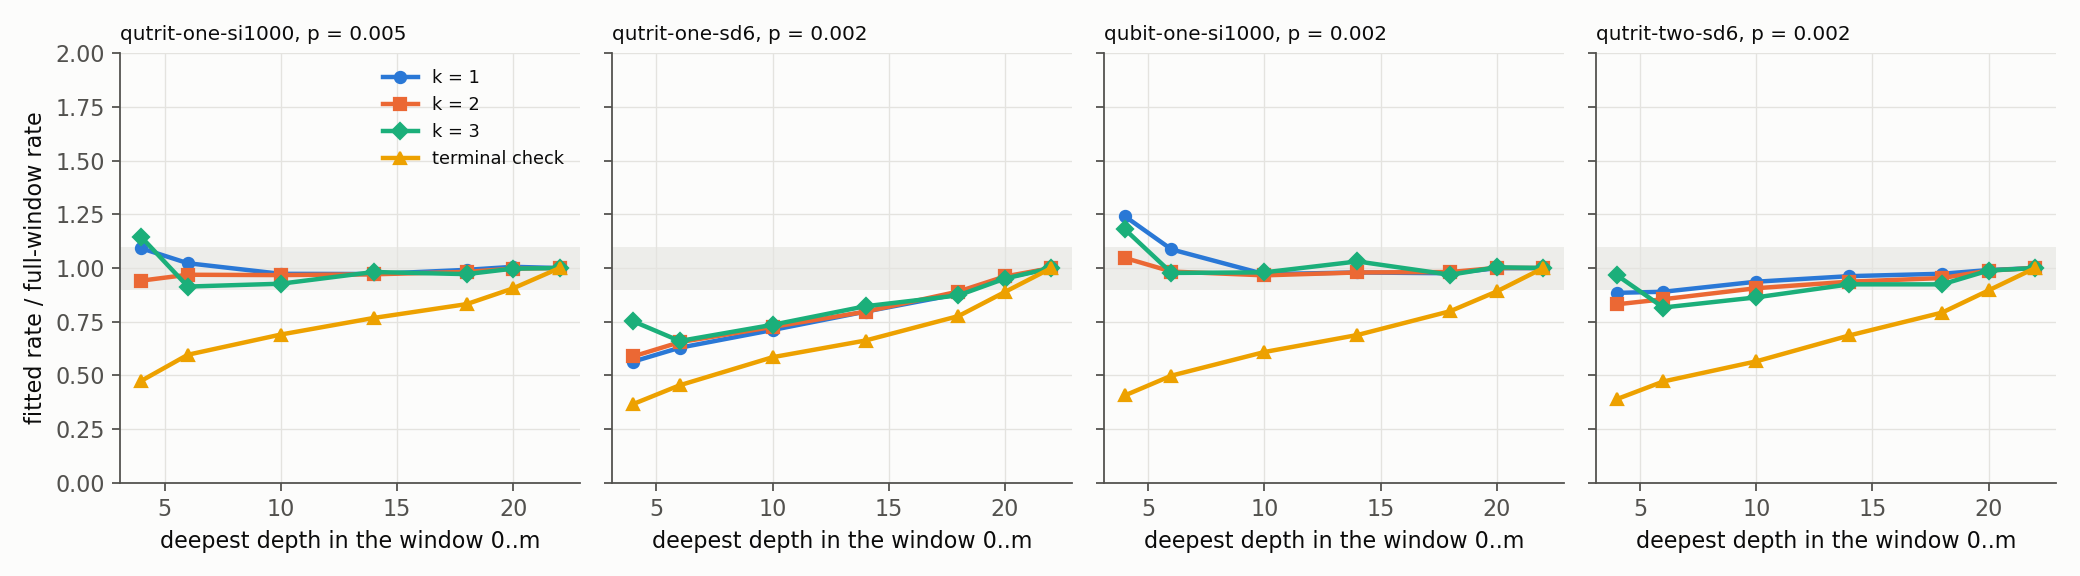 qutrit-one-si1000, p = 0.005
qutrit-one-sd6, p = 0.002
qubit-one-si1000, p = 0.002
qutrit-two-sd6, p = 0.002
fitted rate / full-window rate
2.00
1.75
1.50
1.25
1.00
0.75
0.50
0.25
0.00
k = 1
k = 2
k = 3
terminal check
5 10 15 20
5 10 15 20
5 10 15 20
5 10 15 20
deepest depth in the window 0..m
deepest depth in the window 0..m
deepest depth in the window 0..m
deepest depth in the window 0..m